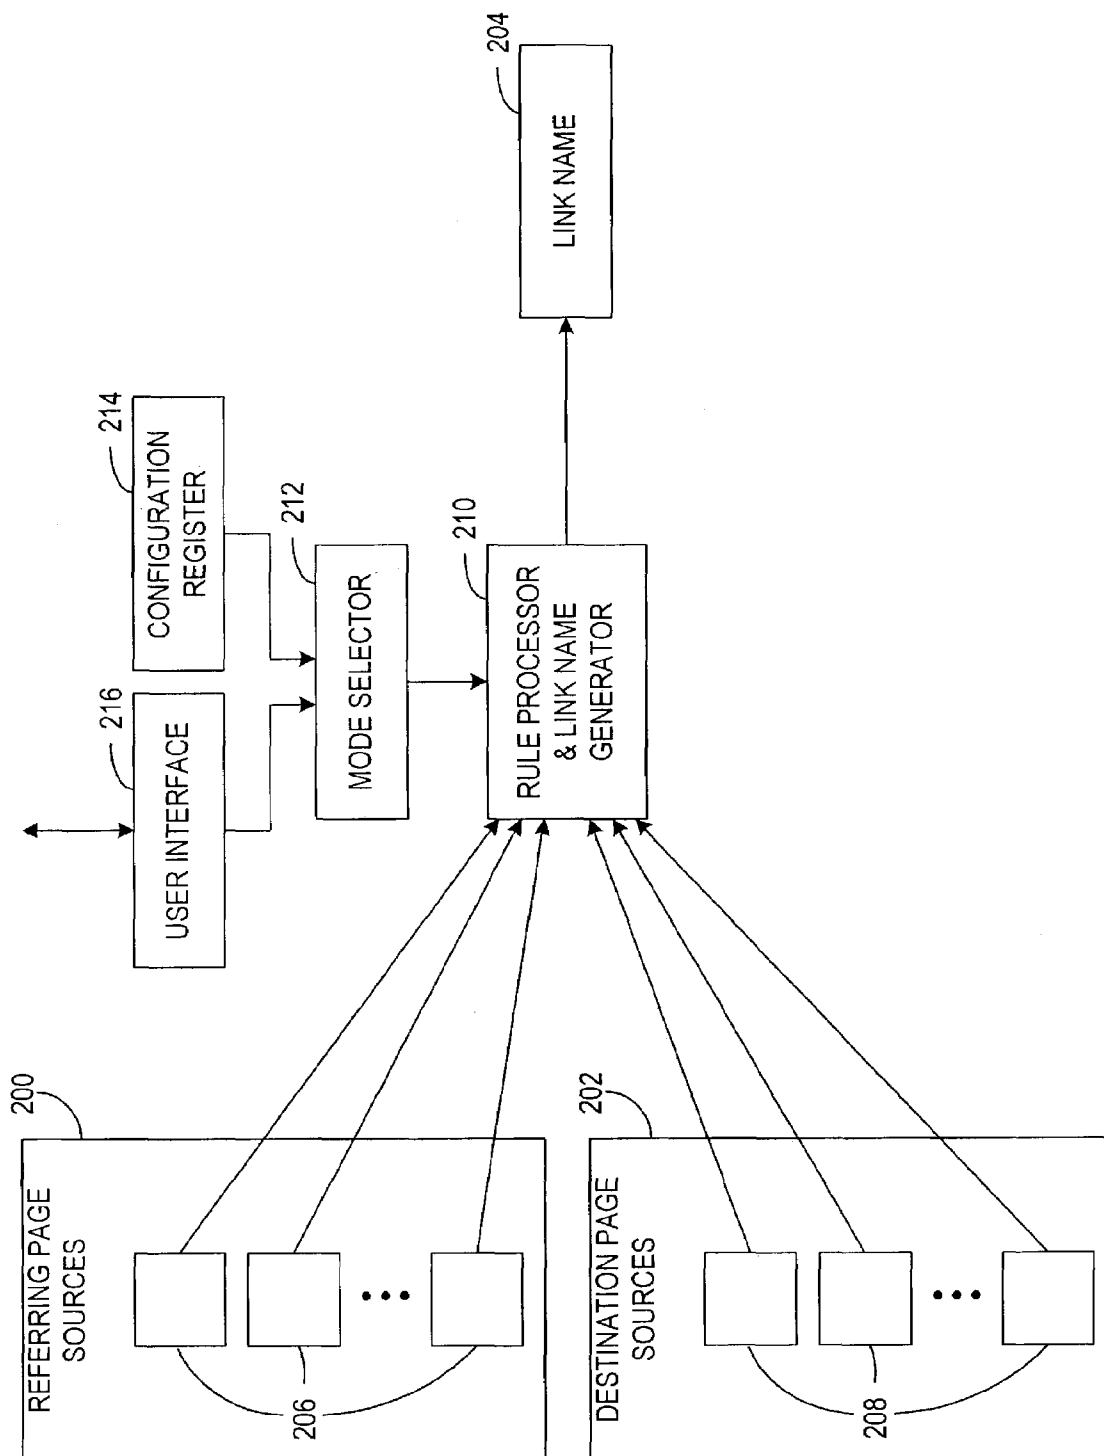 REFERRING PAGE
SOURCES
200
206
DESTINATION PAGE
SOURCES
202
208
USER INTERFACE
216
CONFIGURATION
REGISTER
214
MODE SELECTOR
212
RULE PROCESSOR
& LINK NAME
GENERATOR
210
LINK NAME
204